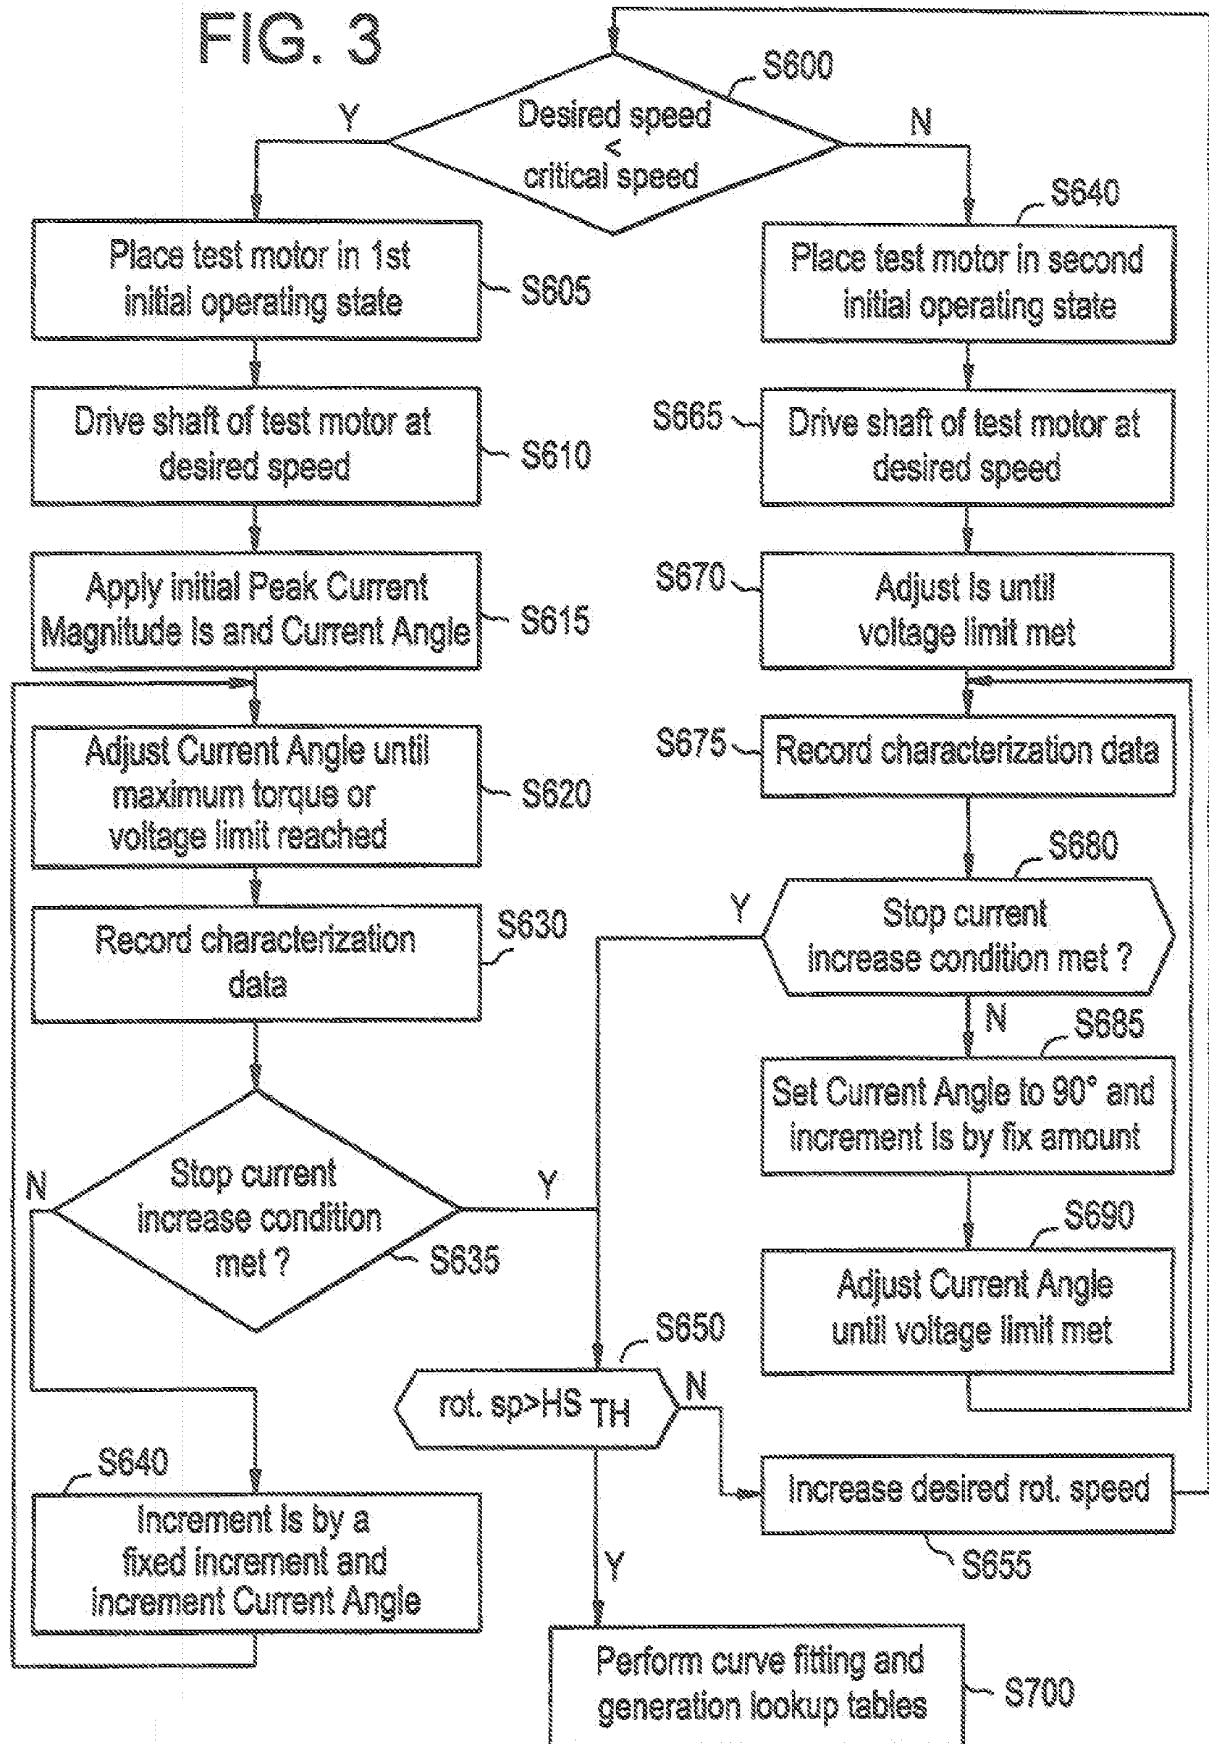 FIG. 3
S600
Desired speed
<
critical speed
Y
N
Place test motor in 1st
initial operating state
S605
Drive shaft of test motor at
desired speed
S610
Apply initial Peak Current
Magnitude Is and Current Angle
S615
Adjust Current Angle until
maximum torque or
voltage limit reached
S620
Record characterization
data
S630
Stop current
increase condition
met ?
S635
N
Y
S640
Increment Is by a
fixed increment and
increment Current Angle
S640
Place test motor in second
initial operating state
S665
Drive shaft of test motor at
desired speed
S670
Adjust Is until
voltage limit met
S675
Record characterization data
S680
Stop current
increase condition met ?
Y
N
S685
Set Current Angle to 90° and
increment Is by fix amount
S690
Adjust Current Angle
until voltage limit met
S650
rot. sp>HS TH
N
Y
Increase desired rot. speed
S655
Perform curve fitting and
generation lookup tables
S700